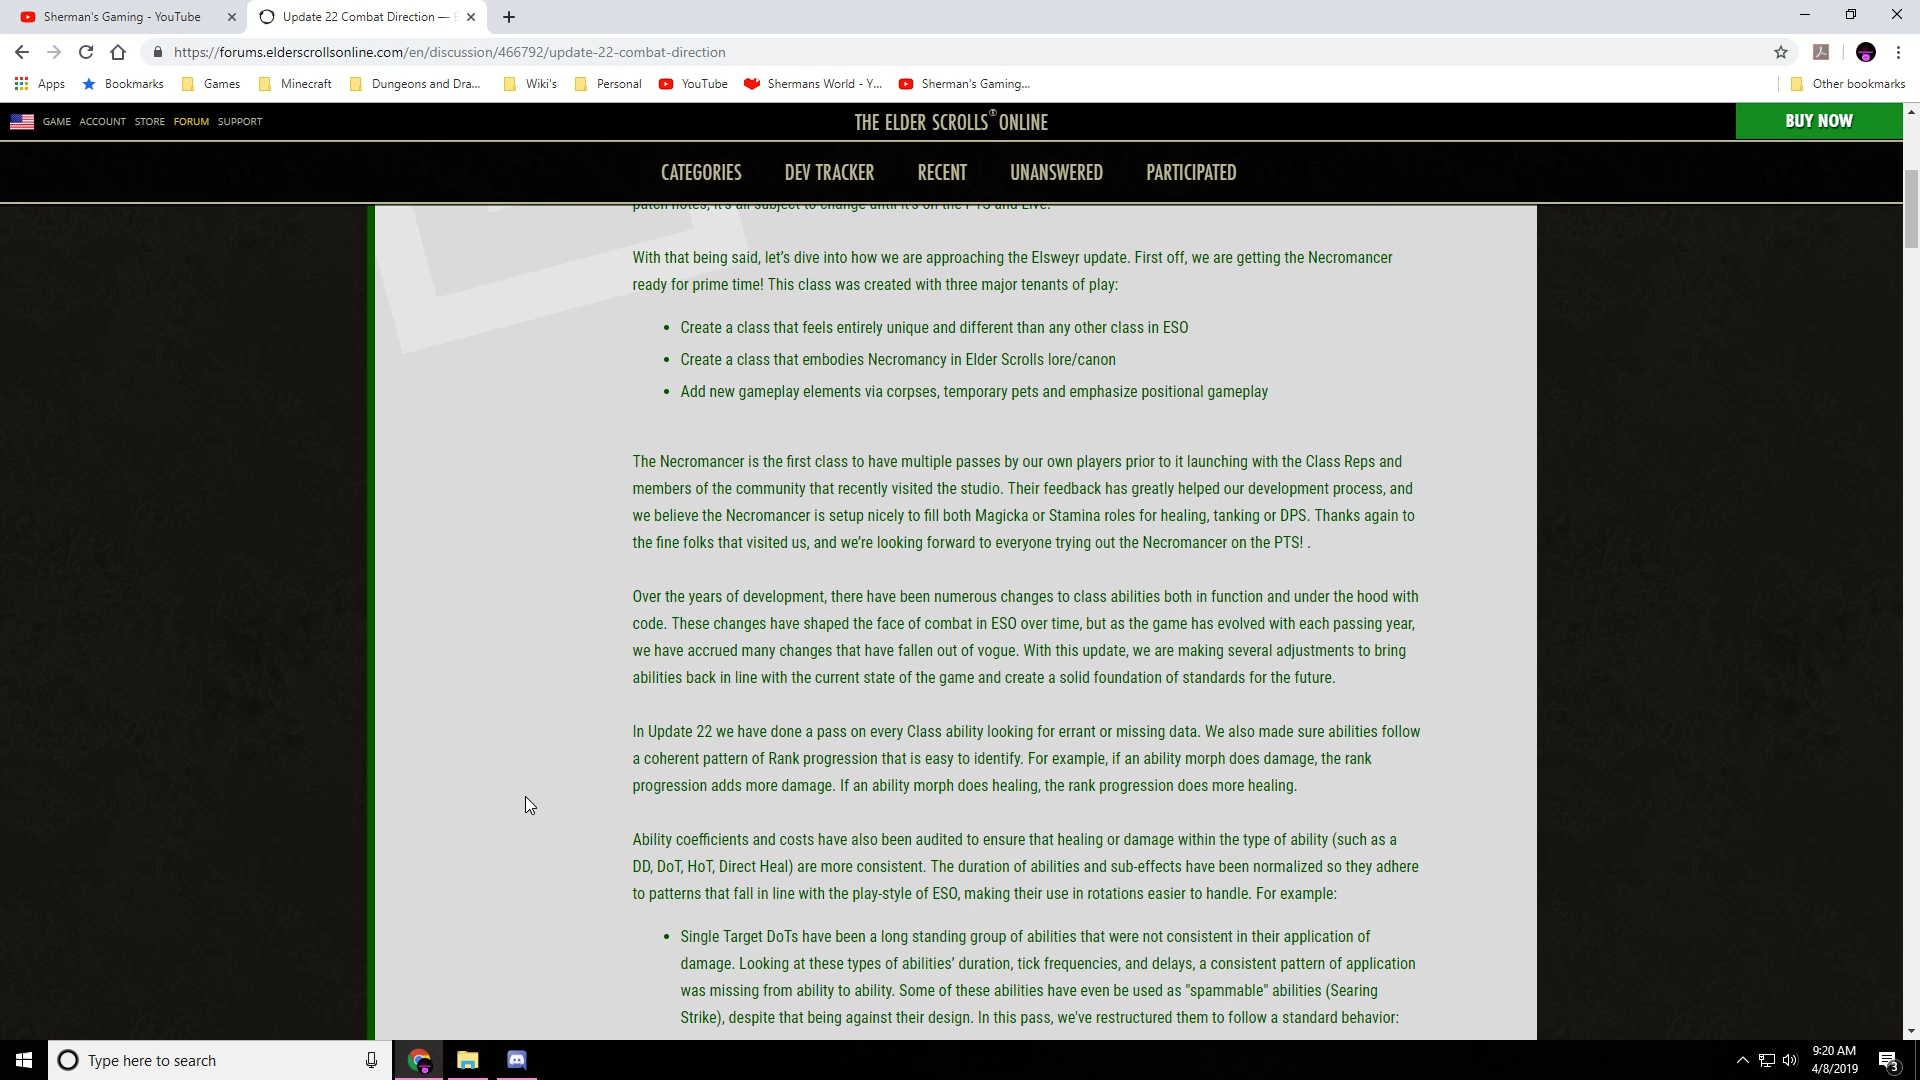 Sherman's Gaming - YouTube
Update 22 Combat Direction —
https://forums.elderscrollsonline.com/en/discussion/466792/update-22-combat-direction
Apps Bookmarks Games Minecraft Dungeons and Dra... Wiki's Personal YouTube Shermans World - Y... Sherman's Gaming... Other bookmarks
GAME ACCOUNT STORE FORUM SUPPORT
THE ELDER SCROLLS® ONLINE
BUY NOW
CATEGORIES DEV TRACKER RECENT UNANSWERED PARTICIPATED
patch notes, it's all subject to change until it's on the PTS and Live.
With that being said, let’s dive into how we are approaching the Elsweyr update. First off, we are getting the Necromancer
ready for prime time! This class was created with three major tenants of play:
• Create a class that feels entirely unique and different than any other class in ESO
• Create a class that embodies Necromancy in Elder Scrolls lore/canon
• Add new gameplay elements via corpses, temporary pets and emphasize positional gameplay
The Necromancer is the first class to have multiple passes by our own players prior to it launching with the Class Reps and
members of the community that recently visited the studio. Their feedback has greatly helped our development process, and
we believe the Necromancer is setup nicely to fill both Magicka or Stamina roles for healing, tanking or DPS. Thanks again to
the fine folks that visited us, and we’re looking forward to everyone trying out the Necromancer on the PTS! .
Over the years of development, there have been numerous changes to class abilities both in function and under the hood with
code. These changes have shaped the face of combat in ESO over time, but as the game has evolved with each passing year,
we have accrued many changes that have fallen out of vogue. With this update, we are making several adjustments to bring
abilities back in line with the current state of the game and create a solid foundation of standards for the future.
In Update 22 we have done a pass on every Class ability looking for errant or missing data. We also made sure abilities follow
a coherent pattern of Rank progression that is easy to identify. For example, if an ability morph does damage, the rank
progression adds more damage. If an ability morph does healing, the rank progression does more healing.
Ability coefficients and costs have also been audited to ensure that healing or damage within the type of ability (such as a
DD, DoT, HoT, Direct Heal) are more consistent. The duration of abilities and sub-effects have been normalized so they adhere
to patterns that fall in line with the play-style of ESO, making their use in rotations easier to handle. For example:
• Single Target DoTs have been a long standing group of abilities that were not consistent in their application of
damage. Looking at these types of abilities’ duration, tick frequencies, and delays, a consistent pattern of application
was missing from ability to ability. Some of these abilities have even be used as "spammable" abilities (Searing
Strike), despite that being against their design. In this pass, we've restructured them to follow a standard behavior:
Type here to search
9:20 AM
4/8/2019
3